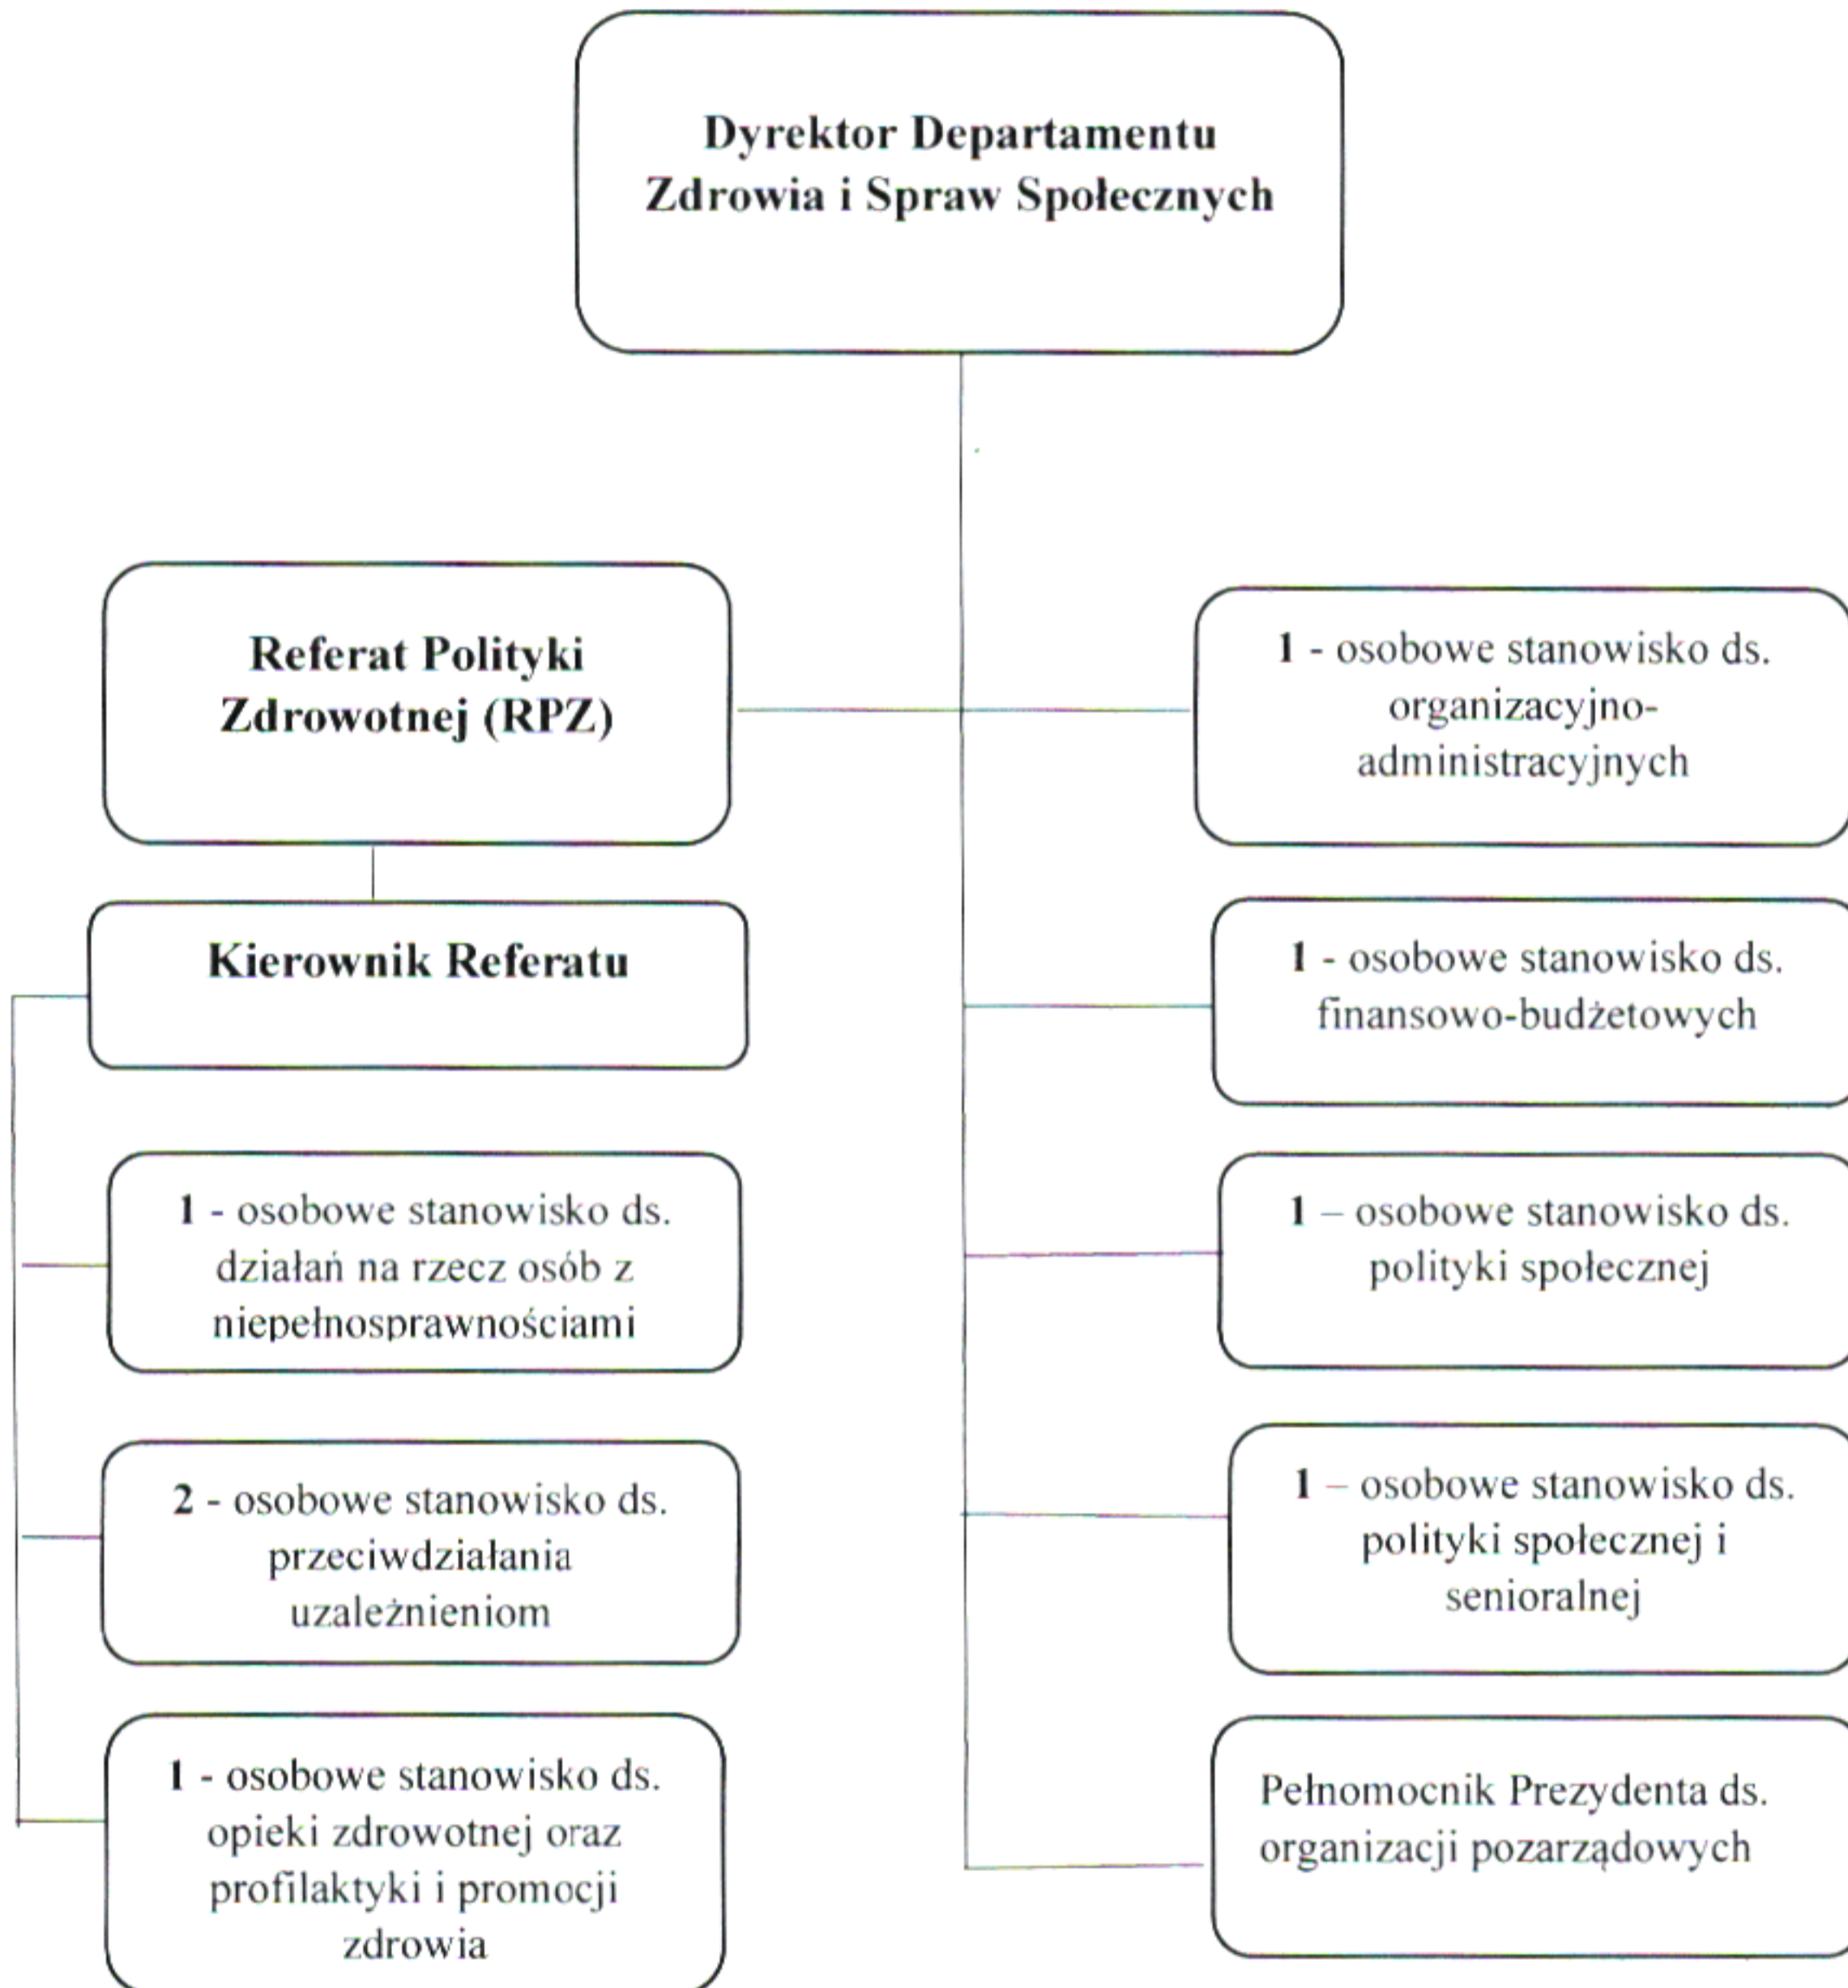 Dyrektor Departamentu
Zdrowia i Spraw Społecznych
Referat Polityki
Zdrowotnej (RPZ)
Kierownik Referatu
1 - osobowe stanowisko ds.
działań na rzecz osób z
niepełnosprawnościami
2 - osobowe stanowisko ds.
przeciwdziałania
uzależnieniom
1 - osobowe stanowisko ds.
opieki zdrowotnej oraz
profilaktyki i promocji
zdrowia
1 - osobowe stanowisko ds.
organizacyjno-
administracyjnych
1 - osobowe stanowisko ds.
finansowo-budżetowych
1 – osobowe stanowisko ds.
polityki społecznej
1 – osobowe stanowisko ds.
polityki społecznej i
senioralnej
Pełnomocnik Prezydenta ds.
organizacji pozarządowych